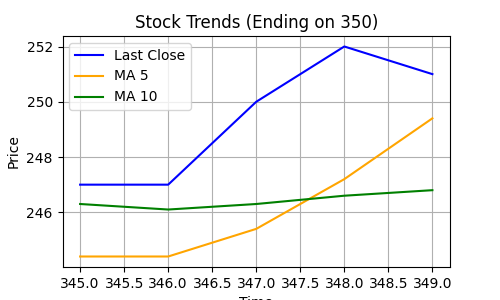 Stock Trends (Ending on 350)
Last Close
MA 5
MA 10
252
250
248
246
Price
345.0 345.5 346.0 346.5 347.0 347.5 348.0 348.5 349.0
Time